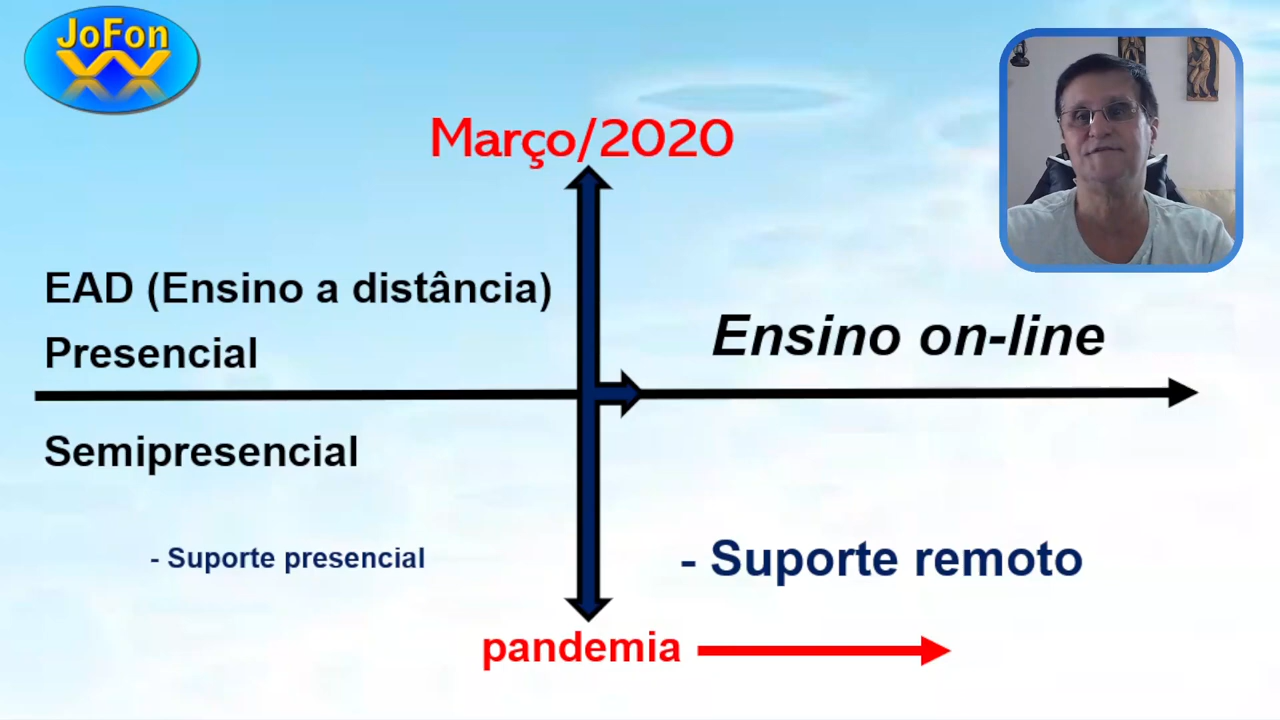 JoFon
W
Março/2020
EAD (Ensino a distância)
Presencial
Ensino on-line
Semipresencial
- Suporte presencial
- Suporte remoto
pandemia